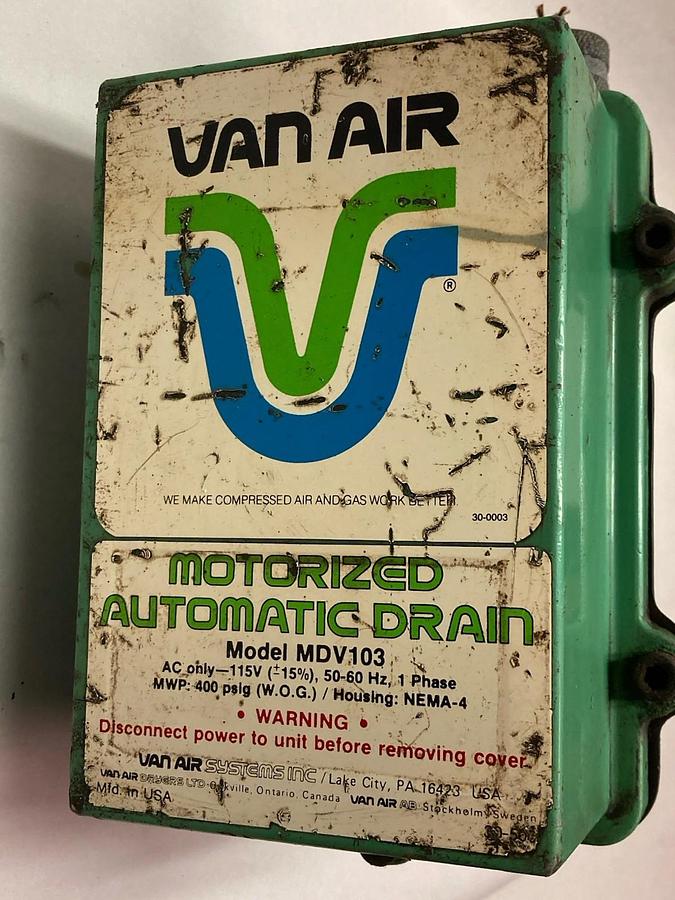 VAN AIR
®
WE MAKE COMPRESSED AIR AND GAS WORK BETTER
30-0003
MOTORIZED
AUTOMATIC DRAIN
Model MDV103
AC only—115V (±15%), 50-60 Hz, 1 Phase
MWP: 400 psig (W.O.G.) / Housing: NEMA-4
• WARNING •
Disconnect power to unit before removing cover.
VAN AIR SYSTEMS INC / Lake City, PA 16423 USA
VAN AIR DRYERS LTD-Oakville, Ontario, Canada VAN AIR AB Stockholm, Sweden
Mfd. in USA